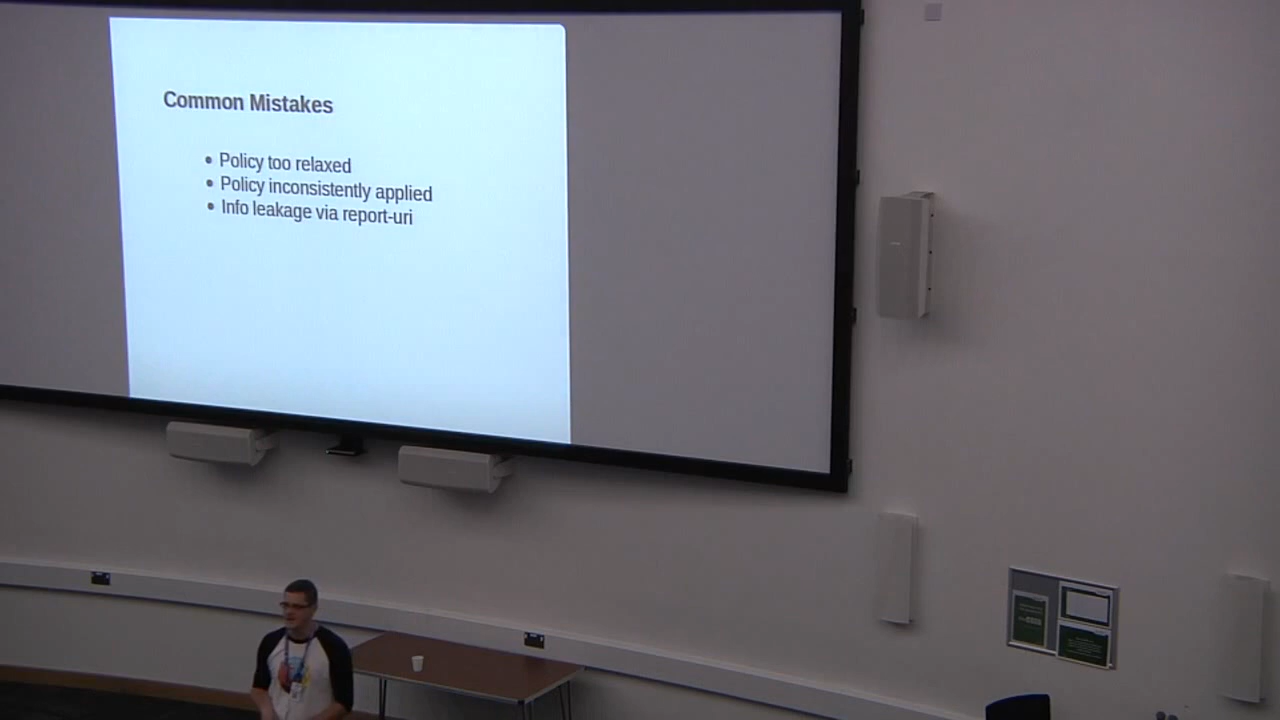 Common Mistakes
• Policy too relaxed
• Policy inconsistently applied
• Info leakage via report-uri